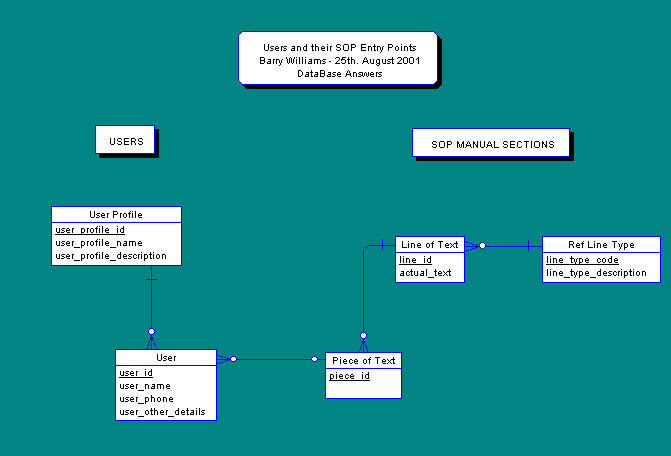 Users and their SOP Entry Points
Barry Williams - 25th. August 2001
DataBase Answers
USERS
SOP MANUAL SECTIONS
User Profile
user_profile_id
user_profile_name
user_profile_description
Line of Text
line_id
actual_text
Ref Line Type
line_type_code
line_type_description
User
user_id
user_name
user_phone
user_other_details
Piece of Text
piece_id